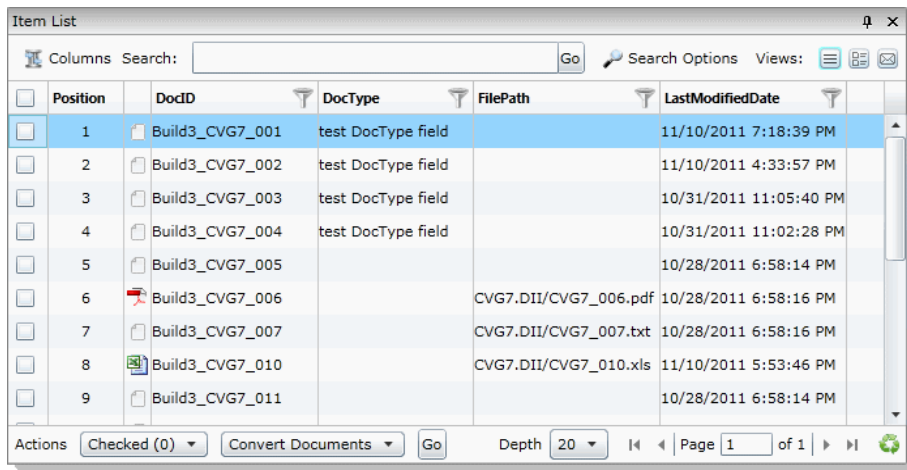 Item List
Columns Search: Go Search Options Views:
Position DocID DocType FilePath LastModifiedDate
1 Build3_CVG7_001 test DocType field 11/10/2011 7:18:39 PM
2 Build3_CVG7_002 test DocType field 11/10/2011 4:33:57 PM
3 Build3_CVG7_003 test DocType field 10/31/2011 11:05:40 PM
4 Build3_CVG7_004 test DocType field 10/31/2011 11:02:28 PM
5 Build3_CVG7_005 10/28/2011 6:58:14 PM
6 Build3_CVG7_006 CVG7.DII/CVG7_006.pdf 10/28/2011 6:58:16 PM
7 Build3_CVG7_007 CVG7.DII/CVG7_007.txt 10/28/2011 6:58:16 PM
8 Build3_CVG7_010 CVG7.DII/CVG7_010.xls 11/10/2011 5:53:46 PM
9 Build3_CVG7_011 10/28/2011 6:58:14 PM
Actions Checked (0) Convert Documents Go Depth 20 Page 1 of 1